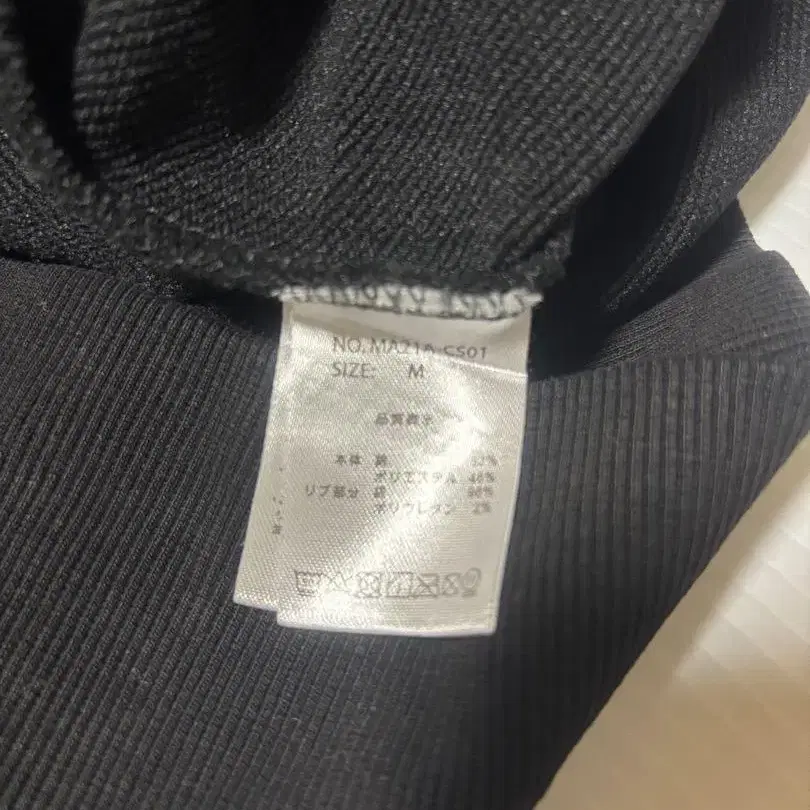 NO. MA21A-CS01
SIZE: M
品質表示
本体 綿 52%
ポリエステル 48%
リブ部分 綿 98%
ポリウレタン 2%